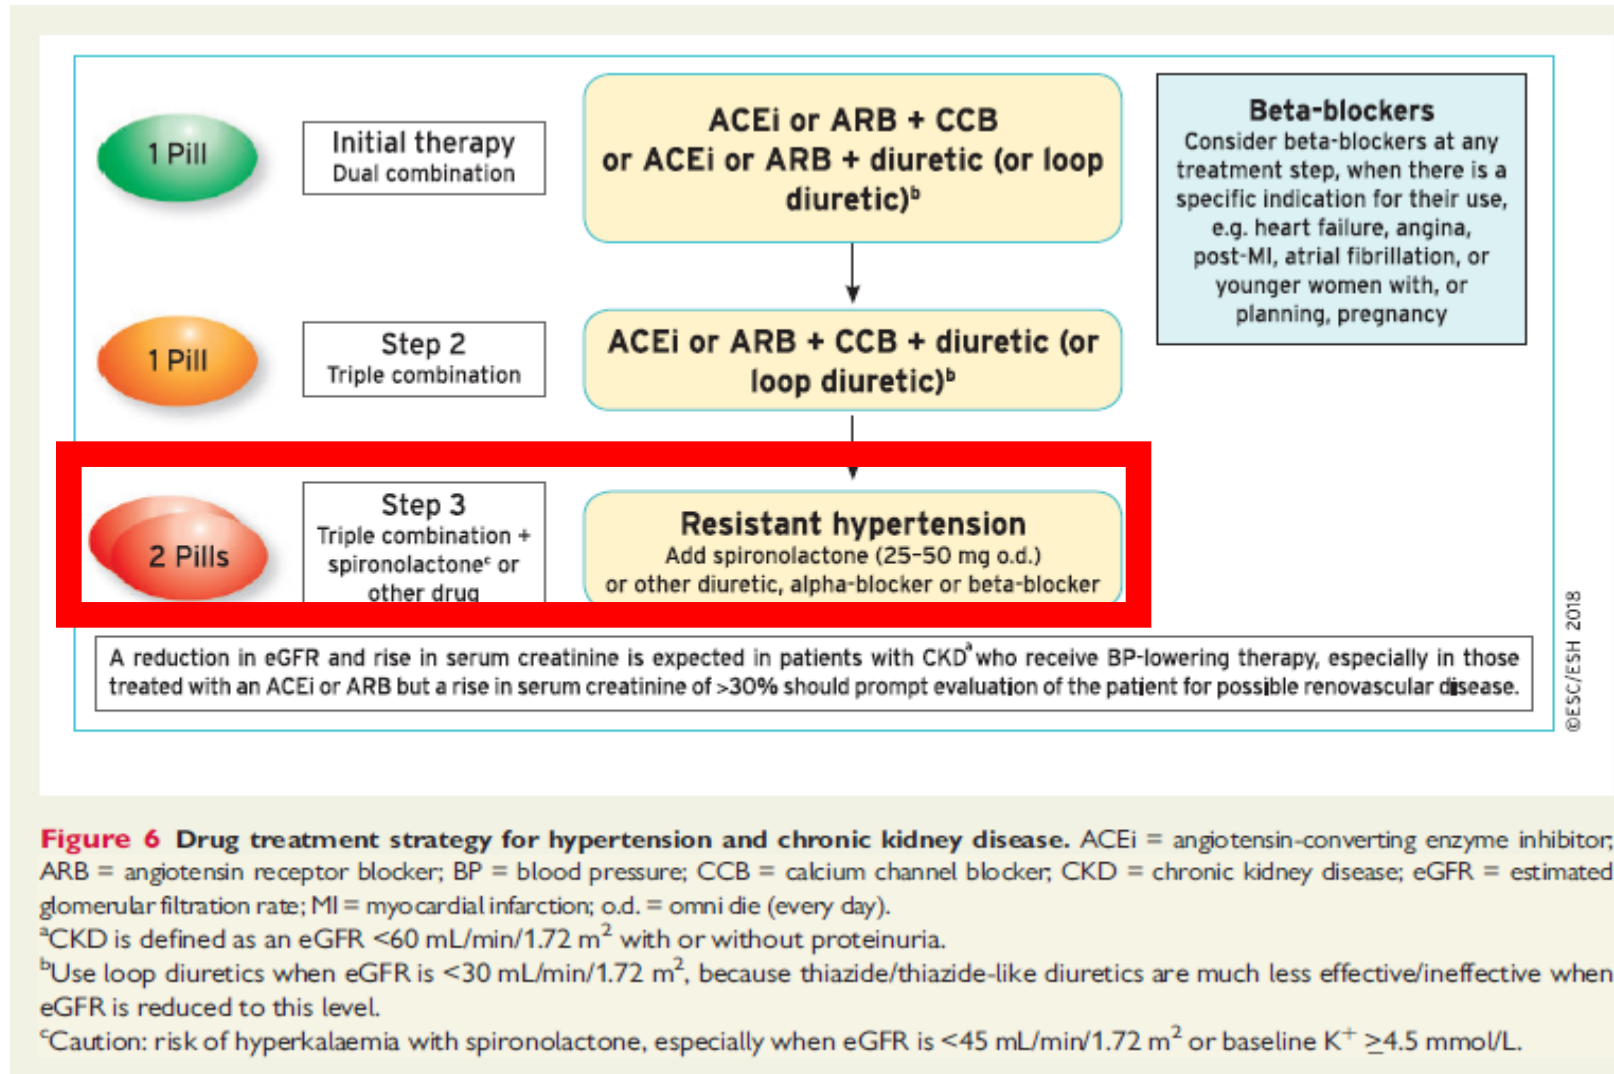 1 Pill
Initial therapy
Dual combination
ACEi or ARB + CCB
or ACEi or ARB + diuretic (or loop
diuretic)ᵇ
Beta-blockers
Consider beta-blockers at any
treatment step, when there is a
specific indication for their use,
e.g. heart failure, angina,
post-MI, atrial fibrillation, or
younger women with, or
planning, pregnancy
1 Pill
Step 2
Triple combination
ACEi or ARB + CCB + diuretic (or
loop diuretic)ᵇ
2 Pills
Step 3
Triple combination +
spironolactoneᶜ or
other drug
Resistant hypertension
Add spironolactone (25–50 mg o.d.)
or other diuretic, alpha-blocker or beta-blocker
A reduction in eGFR and rise in serum creatinine is expected in patients with CKDᵃ who receive BP-lowering therapy, especially in those
treated with an ACEi or ARB but a rise in serum creatinine of >30% should prompt evaluation of the patient for possible renovascular disease.
©ESC/ESH 2018
Figure 6 Drug treatment strategy for hypertension and chronic kidney disease. ACEi = angiotensin-converting enzyme inhibitor;
ARB = angiotensin receptor blocker; BP = blood pressure; CCB = calcium channel blocker; CKD = chronic kidney disease; eGFR = estimated
glomerular filtration rate; MI = myocardial infarction; o.d. = omni die (every day).
ᵃCKD is defined as an eGFR <60 mL/min/1.72 m² with or without proteinuria.
ᵇUse loop diuretics when eGFR is <30 mL/min/1.72 m², because thiazide/thiazide-like diuretics are much less effective/ineffective when
eGFR is reduced to this level.
ᶜCaution: risk of hyperkalaemia with spironolactone, especially when eGFR is <45 mL/min/1.72 m² or baseline K⁺ ≥4.5 mmol/L.